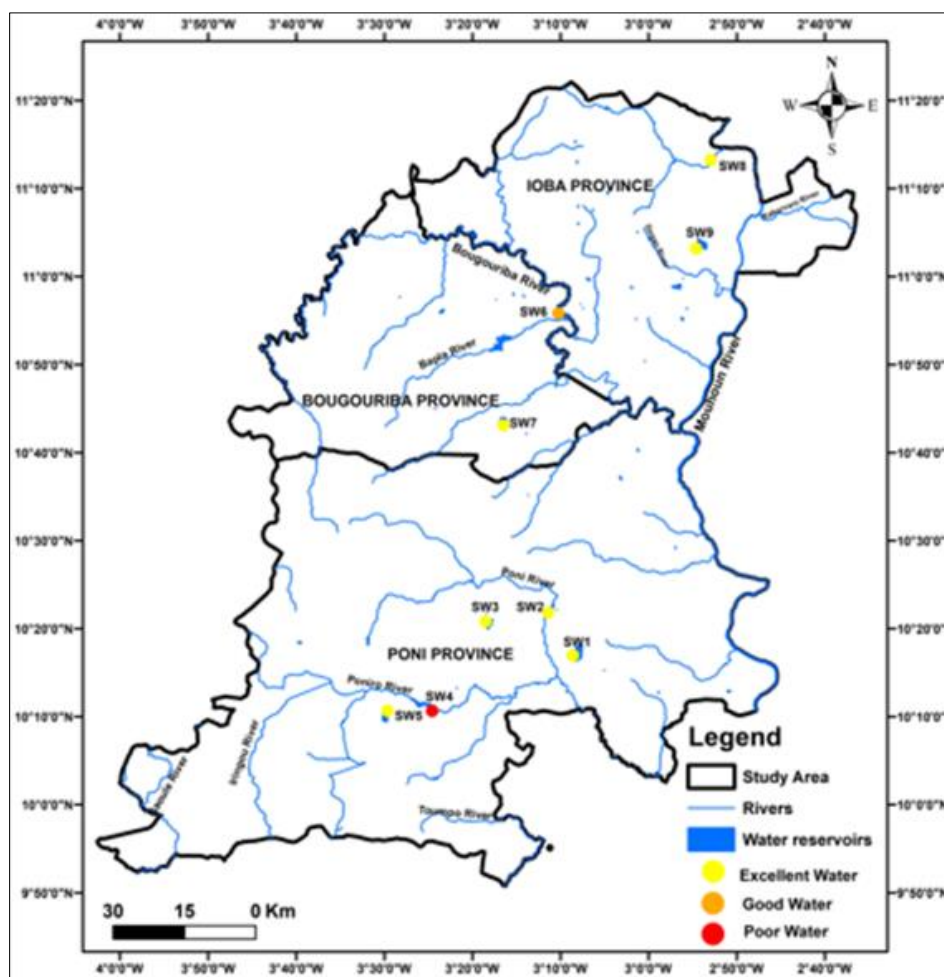 4°0'0"W 3°50'0"W 3°40'0"W 3°30'0"W 3°20'0"W 3°10'0"W 3°0'0"W 2°50'0"W 2°40'0"W
N
W E
S
11°20'0"N 11°20'0"N
SW8
IOBA PROVINCE
11°10'0"N 11°10'0"N
SW9
Bougouriba River
11°0'0"N 11°0'0"N
SW6
Bapla River
10°50'0"N 10°50'0"N
Mouhoun River
BOUGOURIBA PROVINCE
SW7
10°40'0"N 10°40'0"N
10°30'0"N 10°30'0"N
Poni River
SW3 SW2
10°20'0"N 10°20'0"N
SW1
PONI PROVINCE
River
SW4
SW5
10°10'0"N 10°10'0"N
Legend
Study Area
River
River
10°0'0"N 10°0'0"N
Rivers
River
Water reservoirs
Excellent Water
9°50'0"N 9°50'0"N
Good Water
30 15 0 Km
Poor Water
4°0'0"W 3°50'0"W 3°40'0"W 3°30'0"W 3°20'0"W 3°10'0"W 3°0'0"W 2°50'0"W 2°40'0"W